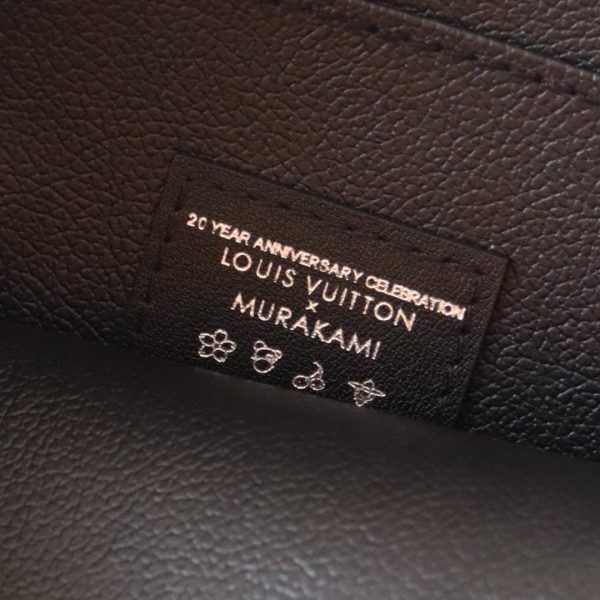 20 YEAR ANNIVERSARY CELEBRATION
LOUIS VUITTON
x
MURAKAMI